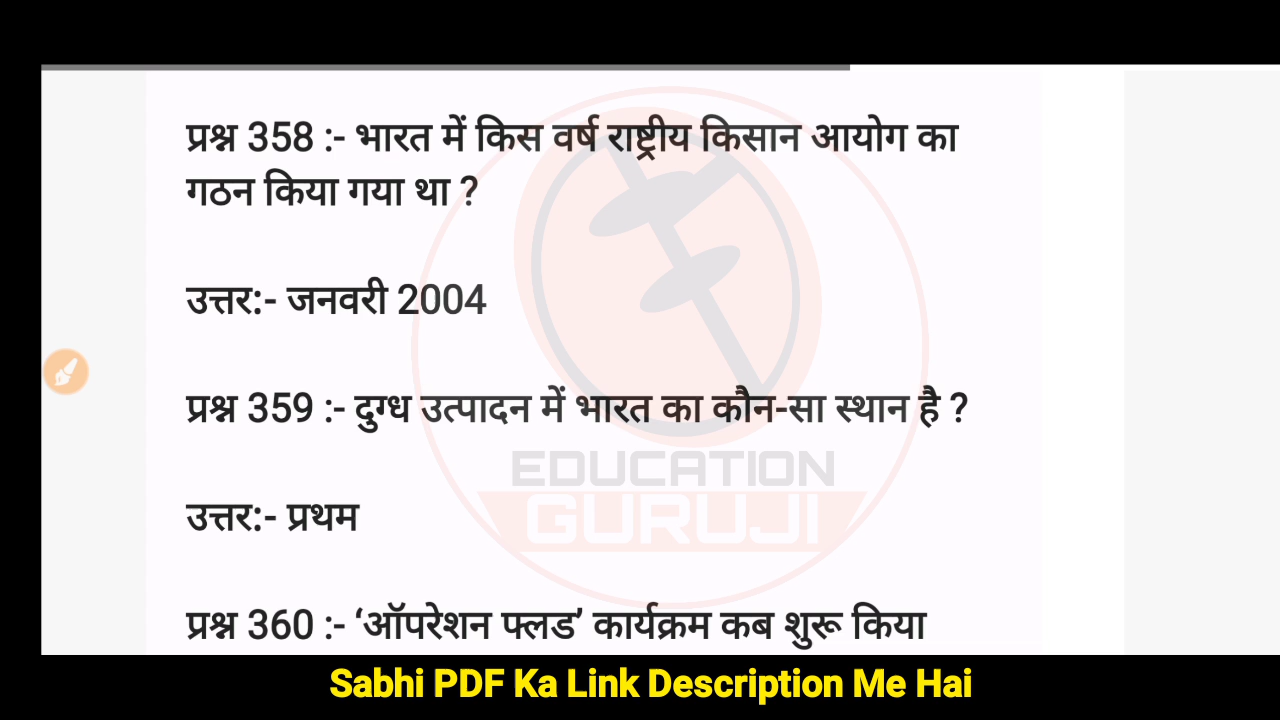 प्रश्न 358 :- भारत में किस वर्ष राष्ट्रीय किसान आयोग का
गठन किया गया था ?
उत्तर:- जनवरी 2004
प्रश्न 359 :- दुग्ध उत्पादन में भारत का कौन-सा स्थान है ?
EDUCATION
GURUJI
उत्तर:- प्रथम
प्रश्न 360 :- ‘ऑपरेशन फ्लड’ कार्यक्रम कब शुरू किया
Sabhi PDF Ka Link Description Me Hai